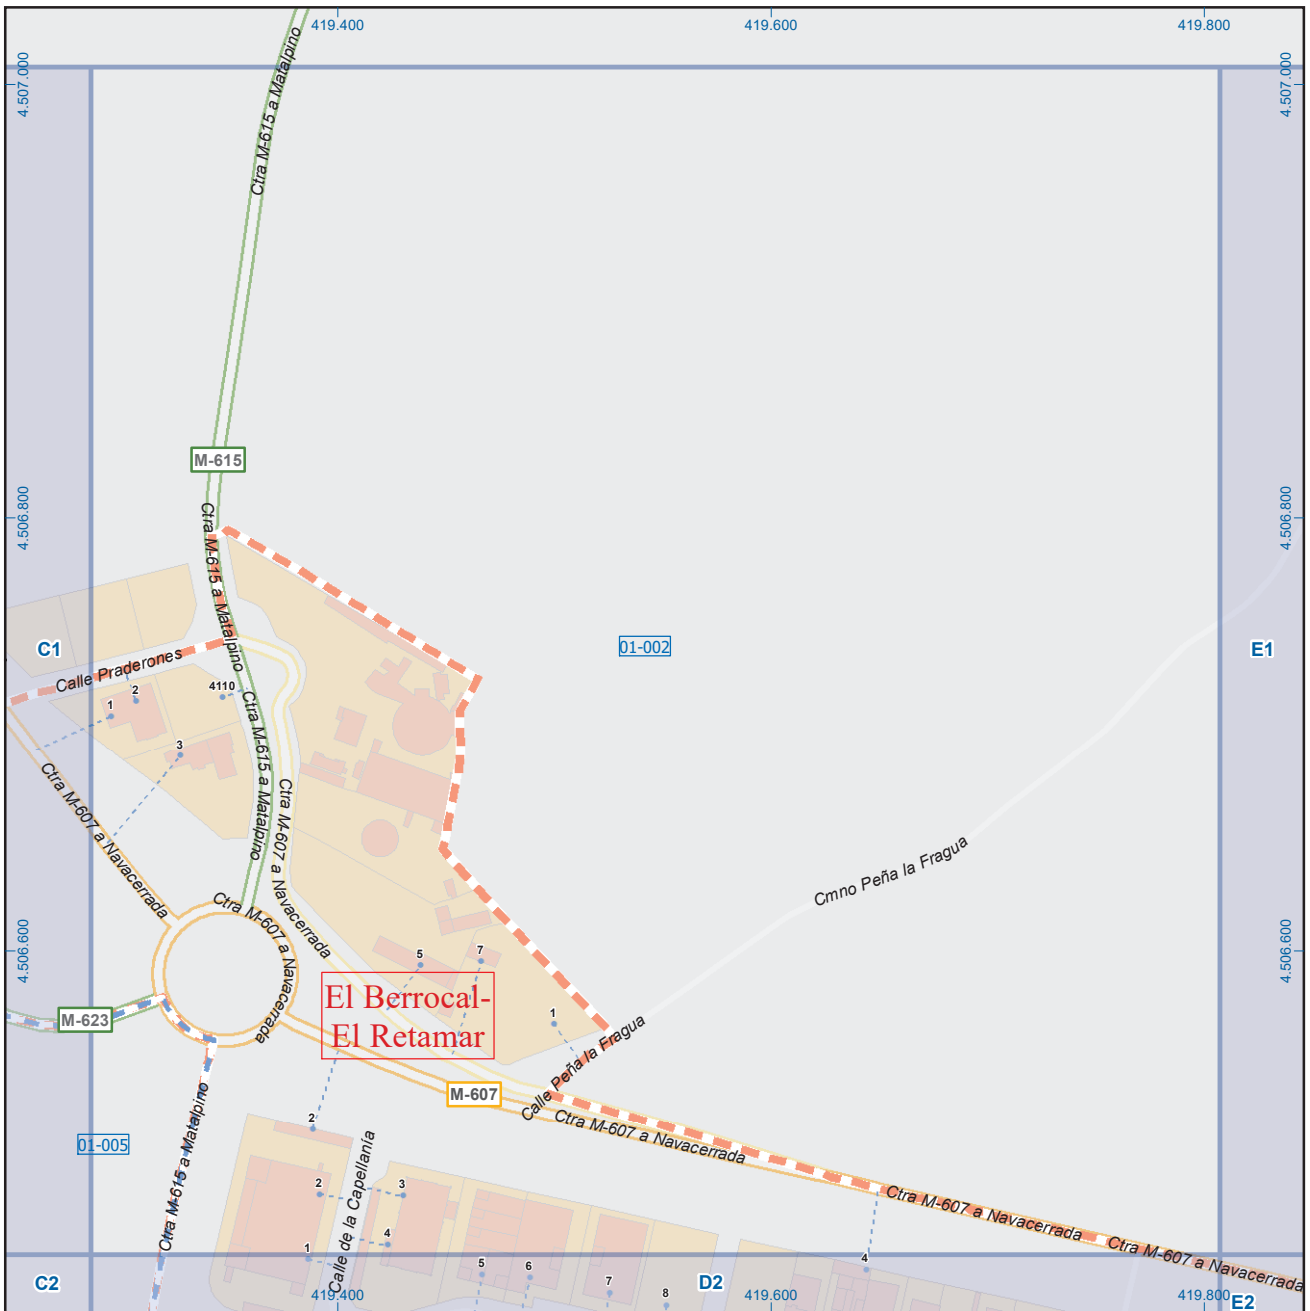 419.400
419.600
419.800
4.507.000
4.507.000
Ctra M-615 a Matalpino
Ctra M-615 a Matalpino
M-615
4.506.800
4.506.800
Ctra M-615 a Matalpino
C1
01-002
E1
Calle Praderones
4110
2
1
3
Ctra M-615 a Matalpino
Ctra M-607 a Navacerrada
Ctra M-607 a Navacerrada
Cmno Peña la Fragua
Ctra M-607 a Navacerrada
4.506.600
4.506.600
5
7
El Berrocal-
El Retamar
1
M-623
Calle Peña la Fragua
M-607
Ctra M-607 a Navacerrada
2
01-005
Ctra M-615 a Matalpino
Calle de la Capellanía
2
3
Ctra M-607 a Navacerrada
4
1
Ctra M-607 a Navacerrada
4
5
6
7
8
C2
D2
E2
419.400
419.600
419.800